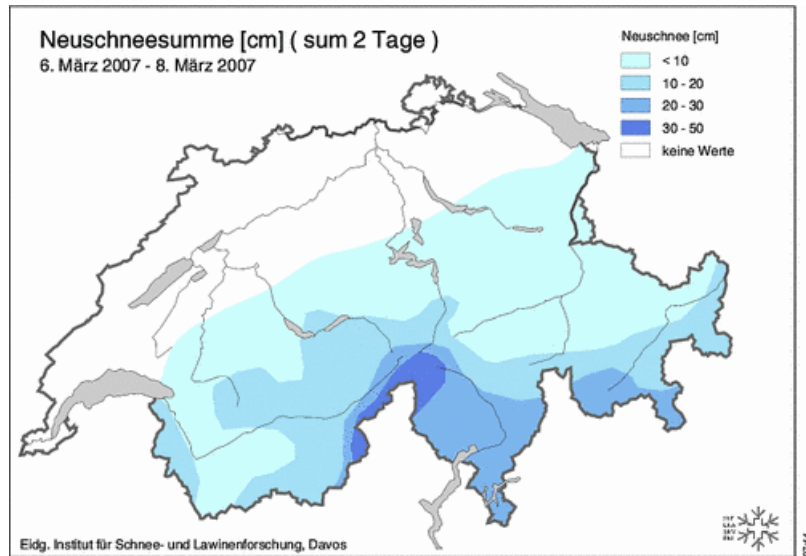 Neuschneesumme [cm] ( sum 2 Tage )
6. März 2007 - 8. März 2007
Neuschnee [cm]
< 10
10 - 20
20 - 30
30 - 50
keine Werte
Eidg. Institut für Schnee- und Lawinenforschung, Davos